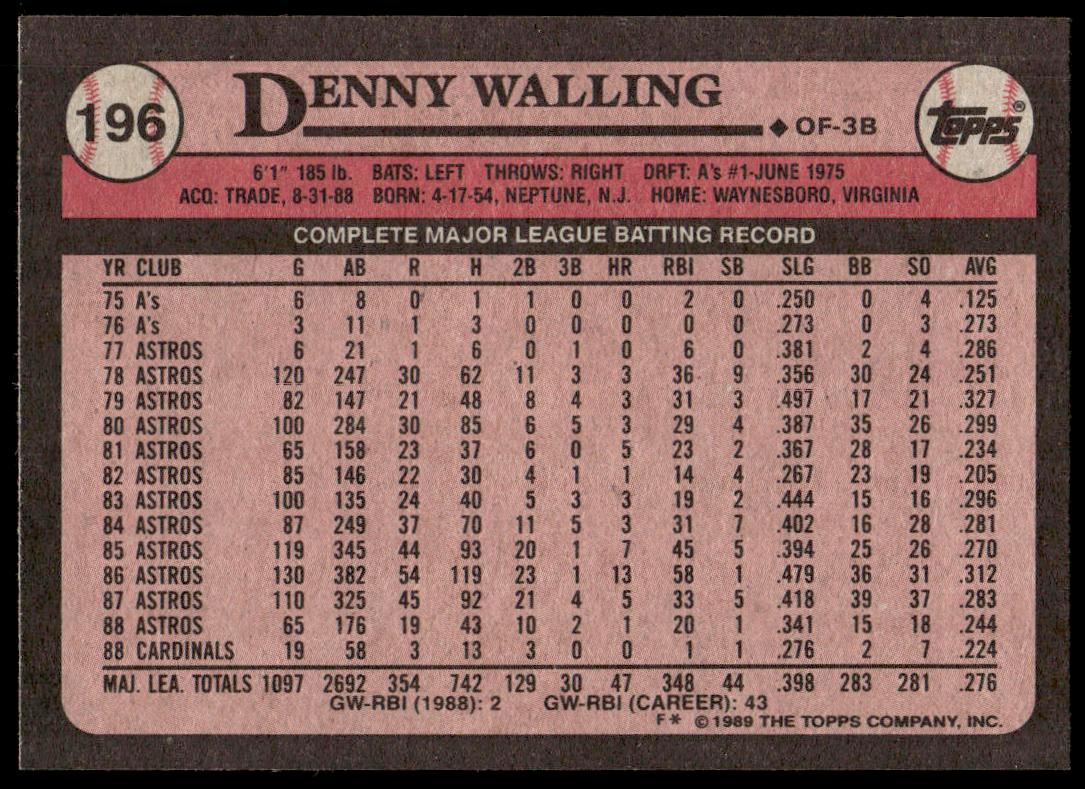 196
DENNY WALLING
◆ OF-3B
TOPPS®
6'1" 185 lb. BATS: LEFT THROWS: RIGHT DRFT: A's #1-JUNE 1975
ACQ: TRADE, 8-31-88 BORN: 4-17-54, NEPTUNE, N.J. HOME: WAYNESBORO, VIRGINIA
COMPLETE MAJOR LEAGUE BATTING RECORD
YR CLUB G AB R H 2B 3B HR RBI SB SLG BB SO AVG
75 A's 6 8 0 1 1 0 0 2 0 .250 0 4 .125
76 A's 3 11 1 3 0 0 0 0 0 .273 0 3 .273
77 ASTROS 6 21 1 6 0 1 0 6 0 .381 2 4 .286
78 ASTROS 120 247 30 62 11 3 3 36 9 .356 30 24 .251
79 ASTROS 82 147 21 48 8 4 3 31 3 .497 17 21 .327
80 ASTROS 100 284 30 85 6 5 3 29 4 .387 35 26 .299
81 ASTROS 65 158 23 37 6 0 5 23 2 .367 28 17 .234
82 ASTROS 85 146 22 30 4 1 1 14 4 .267 23 19 .205
83 ASTROS 100 135 24 40 5 3 3 19 2 .444 15 16 .296
84 ASTROS 87 249 37 70 11 5 3 31 7 .402 16 28 .281
85 ASTROS 119 345 44 93 20 1 7 45 5 .394 25 26 .270
86 ASTROS 130 382 54 119 23 1 13 58 1 .479 36 31 .312
87 ASTROS 110 325 45 92 21 4 5 33 5 .418 39 37 .283
88 ASTROS 65 176 19 43 10 2 1 20 1 .341 15 18 .244
88 CARDINALS 19 58 3 13 3 0 0 1 1 .276 2 7 .224
MAJ. LEA. TOTALS 1097 2692 354 742 129 30 47 348 44 .398 283 281 .276
GW-RBI (1988): 2 GW-RBI (CAREER): 43
F* ©1989 THE TOPPS COMPANY, INC.